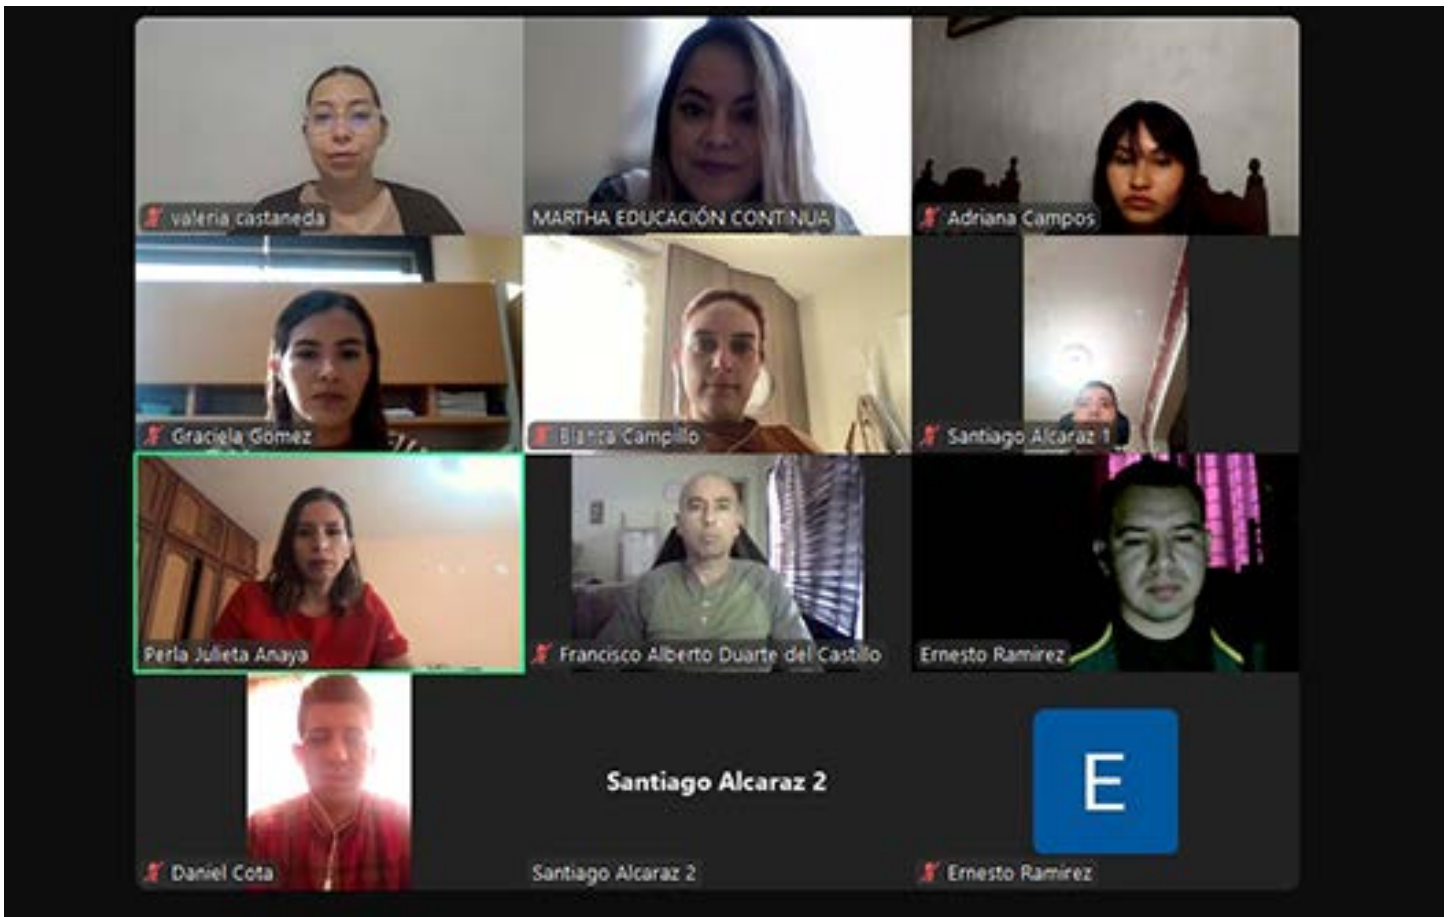 valeria castaneda
MARTHA EDUCACIÓN CONTINUA
Adriana Campos
Graciela Gomez
Blanca Campillo
Santiago Alcaraz 1
Perla Julieta Anaya
Francisco Alberto Duarte del Castillo
Ernesto Ramirez
Daniel Cota
Santiago Alcaraz 2
Santiago Alcaraz 2
E
Ernesto Ramírez